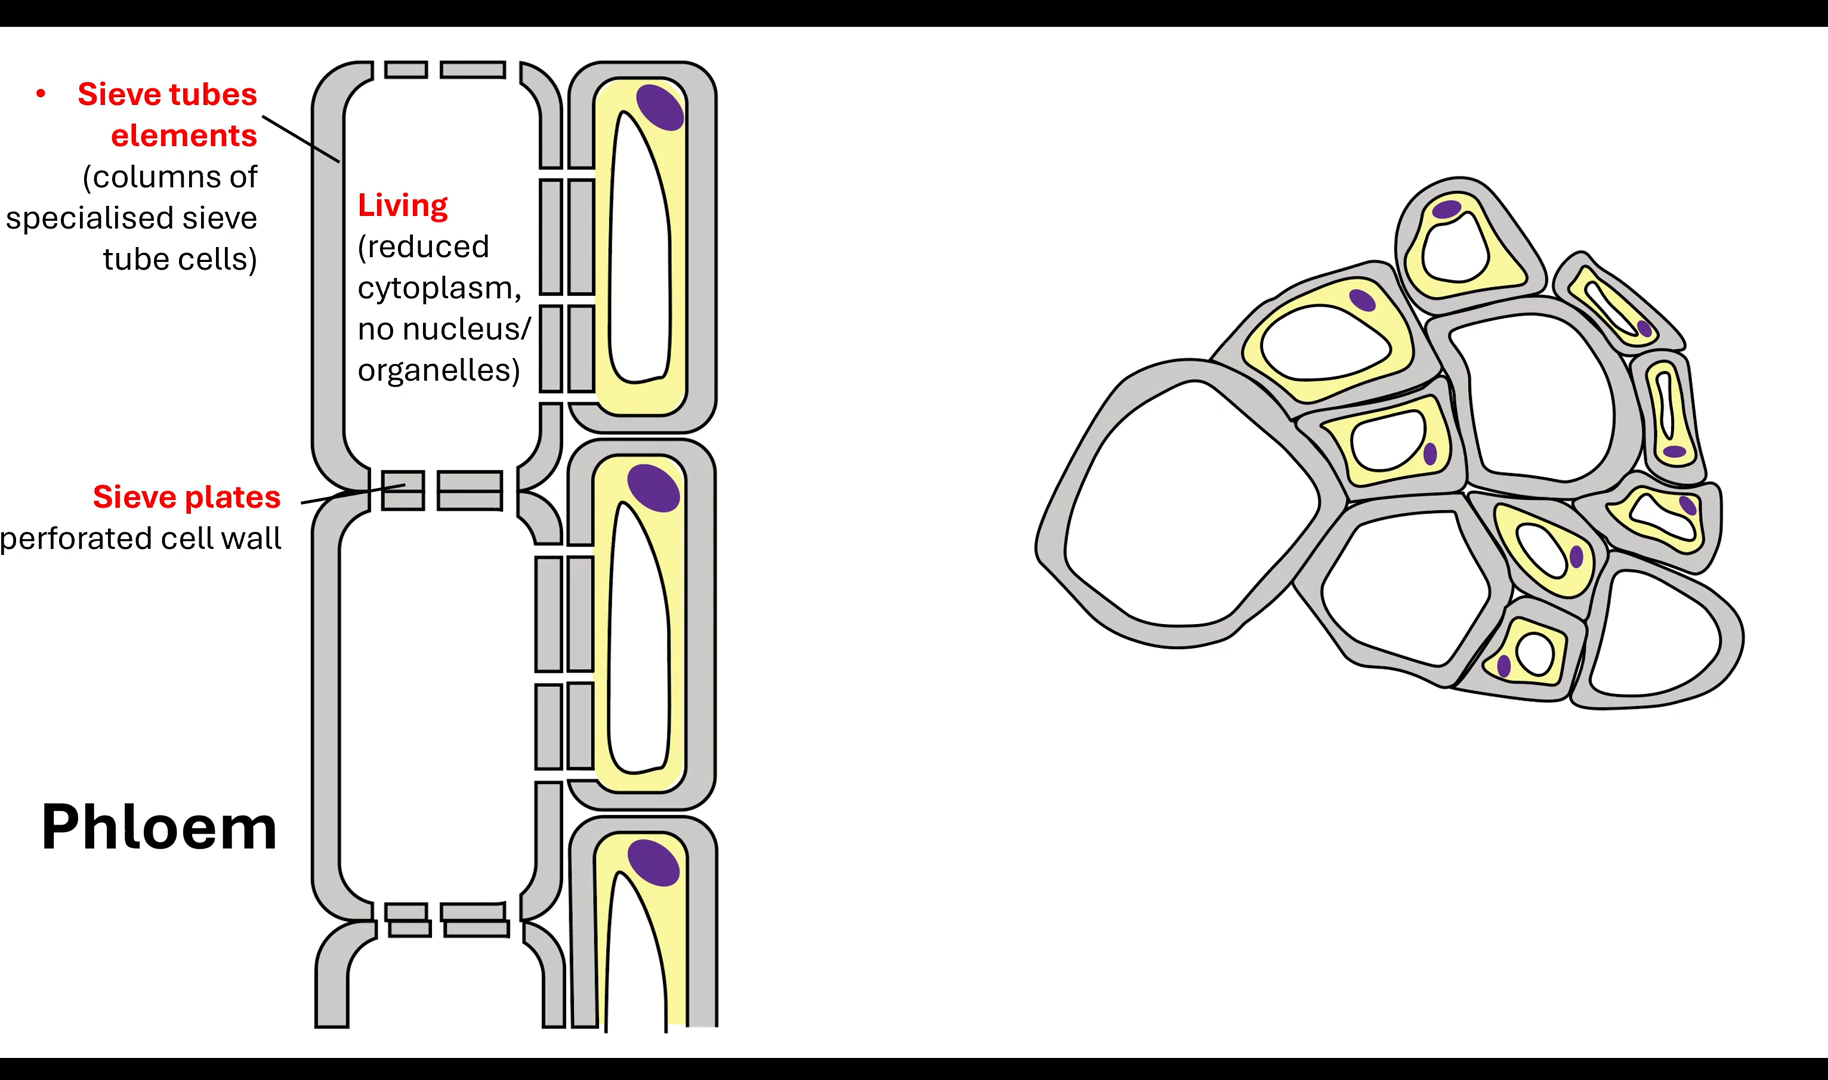 • Sieve tubes
elements
(columns of
specialised sieve
tube cells)
Living
(reduced
cytoplasm,
no nucleus/
organelles)
Sieve plates
perforated cell wall
Phloem